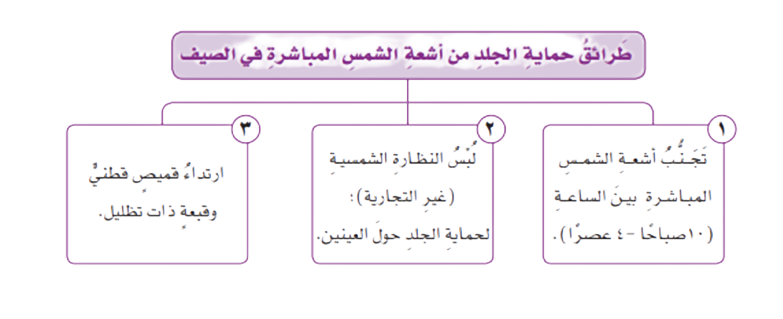 طَرائقُ حمايةِ الجلدِ من أشعةِ الشمسِ المباشرةِ في الصيف
١
تَجَنُّبُ أشعةِ الشمسِ
المباشرةِ بينَ الساعةِ
(١٠صباحًا -٤ عصرًا).
٢
لُبْسُ النظارةِ الشمسيةِ
(غيرِ التجارية)؛
لحمايةِ الجلدِ حولَ العينين.
٣
ارتداءُ قميصٍ قطنيٍّ
وقبعةٍ ذات تظليل.